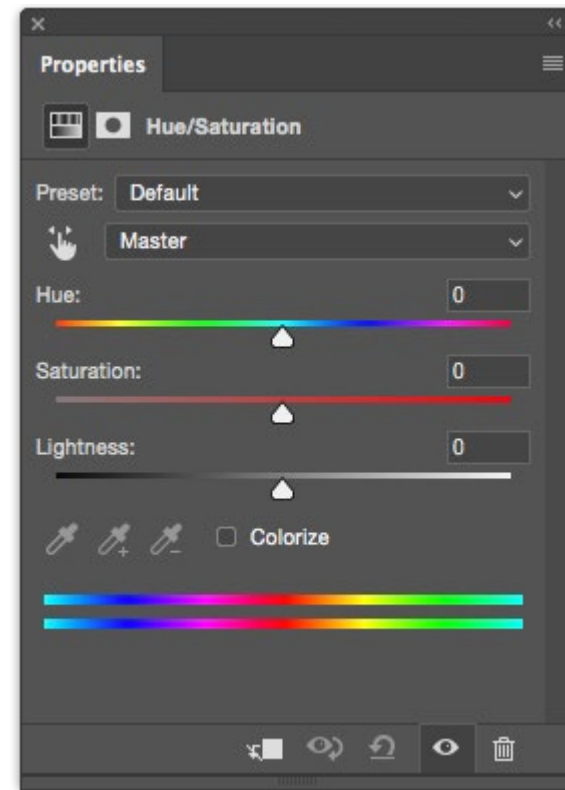 Properties
Hue/Saturation
Preset: Default
Master
Hue: 0
Saturation: 0
Lightness: 0
Colorize